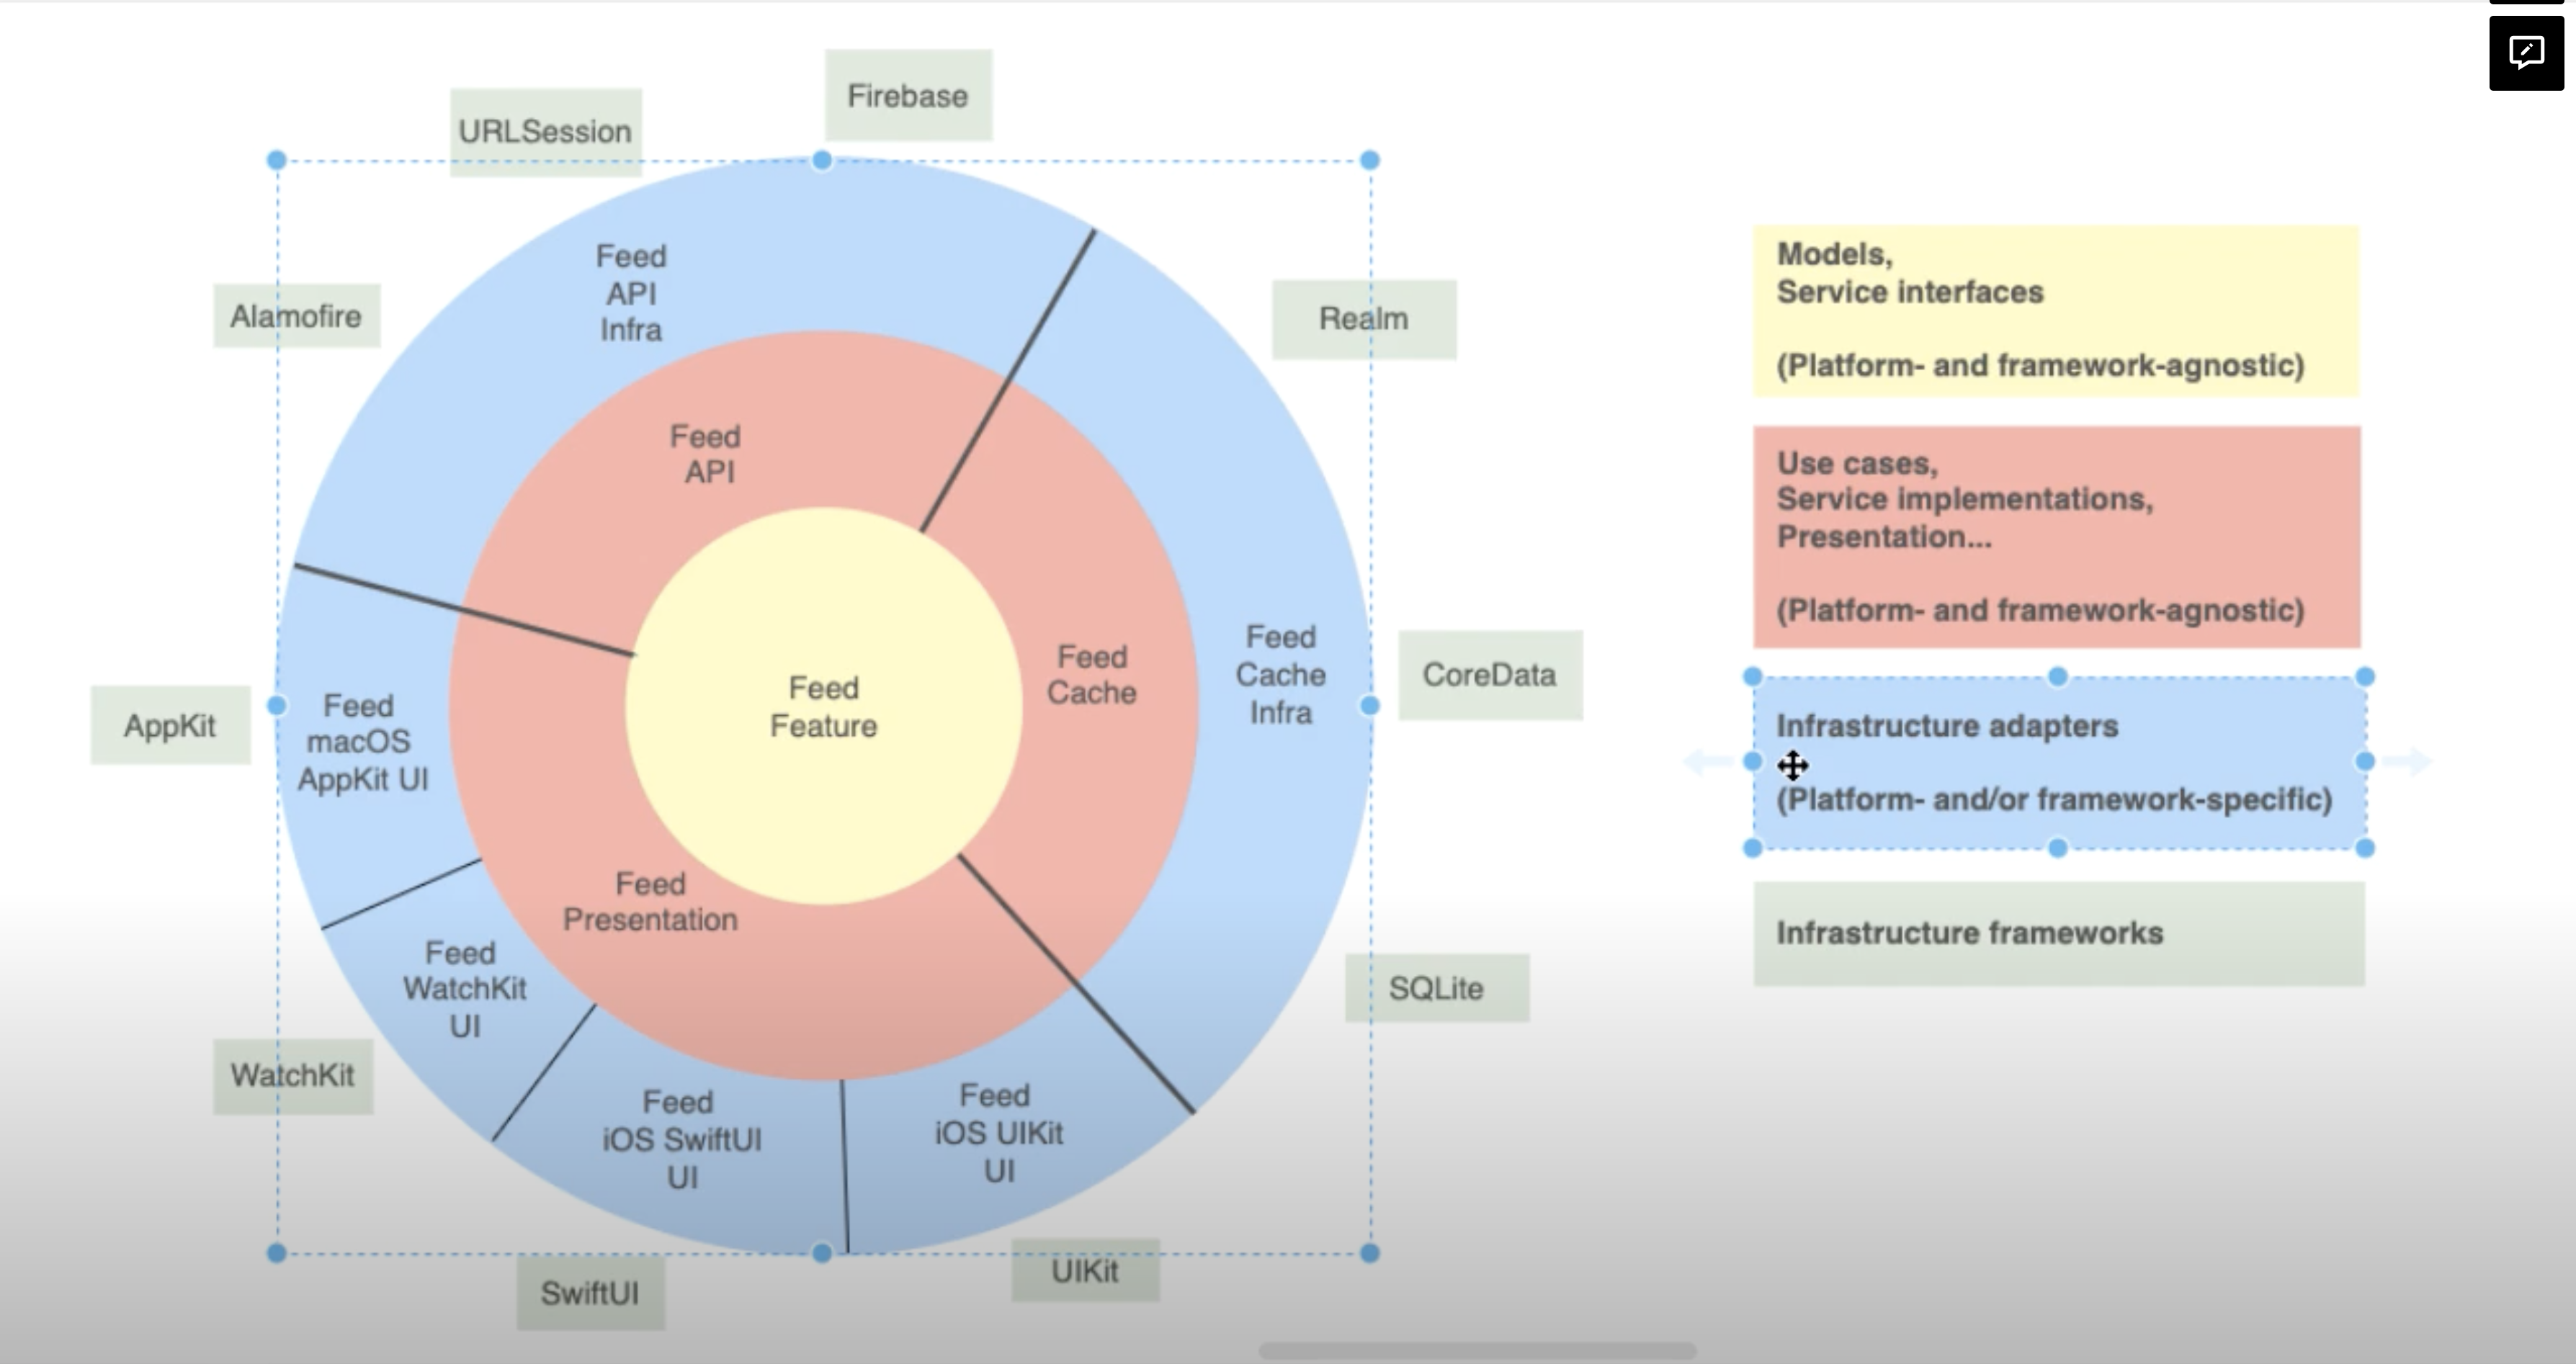 Firebase
URLSession
Feed
API
Infra
Alamofire
Realm
Feed
API
Feed
Cache
Feed
Cache
Infra
CoreData
Feed
Feature
AppKit
Feed
macOS
AppKit UI
Feed
Presentation
Feed
WatchKit
UI
SQLite
WatchKit
Feed
iOS SwiftUI
UI
Feed
iOS UIKit
UI
UIKit
SwiftUI
Models,
Service interfaces
(Platform- and framework-agnostic)
Use cases,
Service implementations,
Presentation...
(Platform- and framework-agnostic)
Infrastructure adapters
(Platform- and/or framework-specific)
Infrastructure frameworks